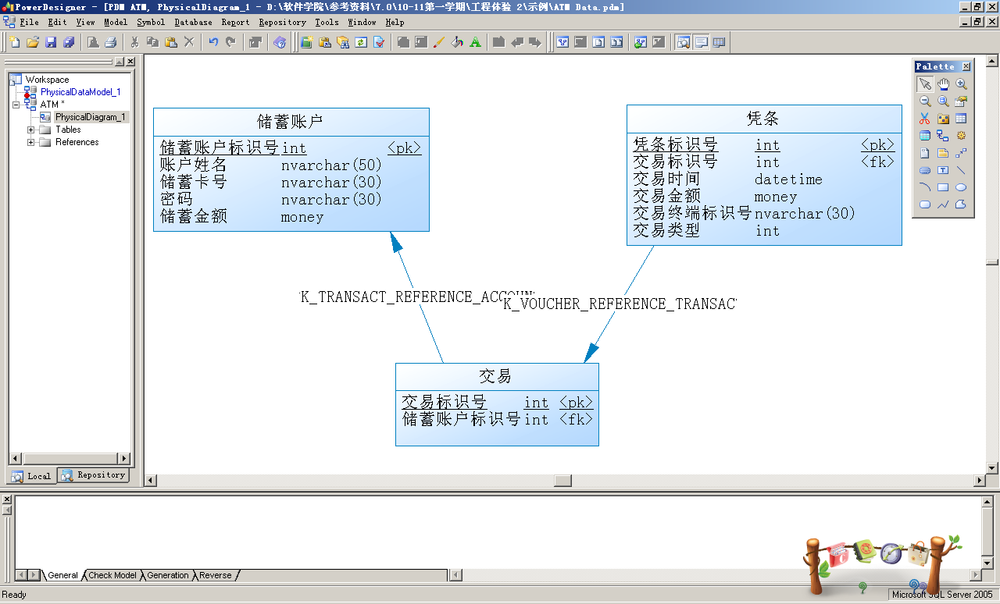 PowerDesigner - [PDM ATM, PhysicalDiagram_1 - D:\软件学院\参考资料\7.0\10-11第一学期\工程体验 2\示例\ATM Data.pdm]
File Edit View Model Symbol Database Report Repository Tools Window Help
Workspace
PhysicalDataModel_1
ATM *
PhysicalDiagram_1
Tables
References
Local Repository
储蓄账户
储蓄账户标识号 int <pk>
账户姓名 nvarchar(50)
储蓄卡号 nvarchar(30)
密码 nvarchar(30)
储蓄金额 money
凭条
凭条标识号 int <pk>
交易标识号 int <fk>
交易时间 datetime
交易金额 money
交易终端标识号 nvarchar(30)
交易类型 int
Palette
K_TRANSACT_REFERENCE_ACCOUN
K_VOUCHER_REFERENCE_TRANSAC
交易
交易标识号 int <pk>
储蓄账户标识号 int <fk>
General Check Model Generation Reverse
Ready
Microsoft SQL Server 2005